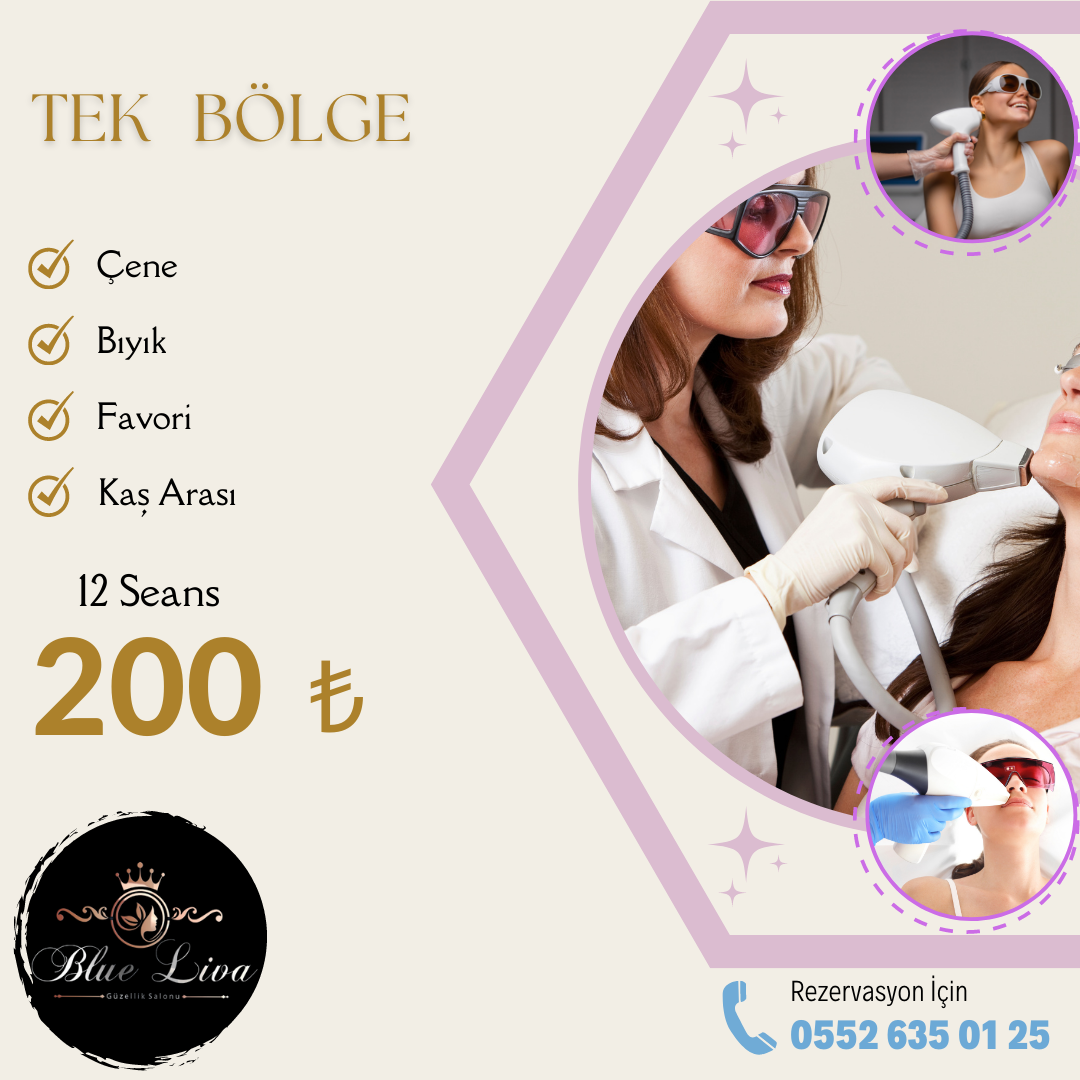 TEK BÖLGE
Çene
Bıyık
Favori
Kaş Arası
12 Seans
200 ₺
Blue Liva
Güzellik Salonu
Rezervasyon İçin
0552 635 01 25